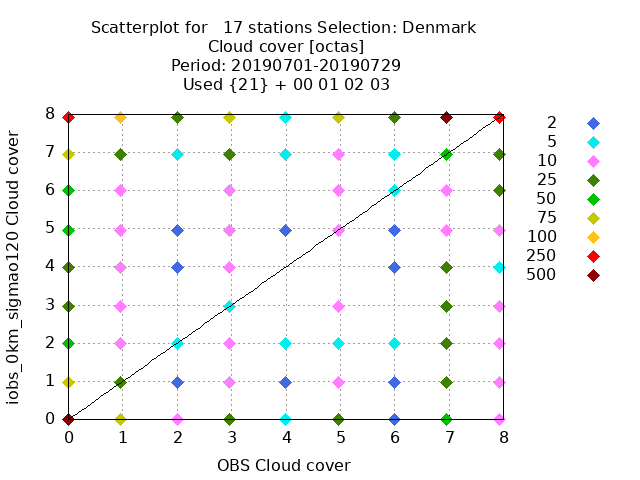 Scatterplot for   17 stations Selection: Denmark
Cloud cover [octas]
Period: 20190701-20190729
Used {21} + 00 01 02 03
8
7
6
5
4
3
2
1
0
iobs_0km_sigmao120 Cloud cover
0 1 2 3 4 5 6 7 8
OBS Cloud cover
2
5
10
25
50
75
100
250
500